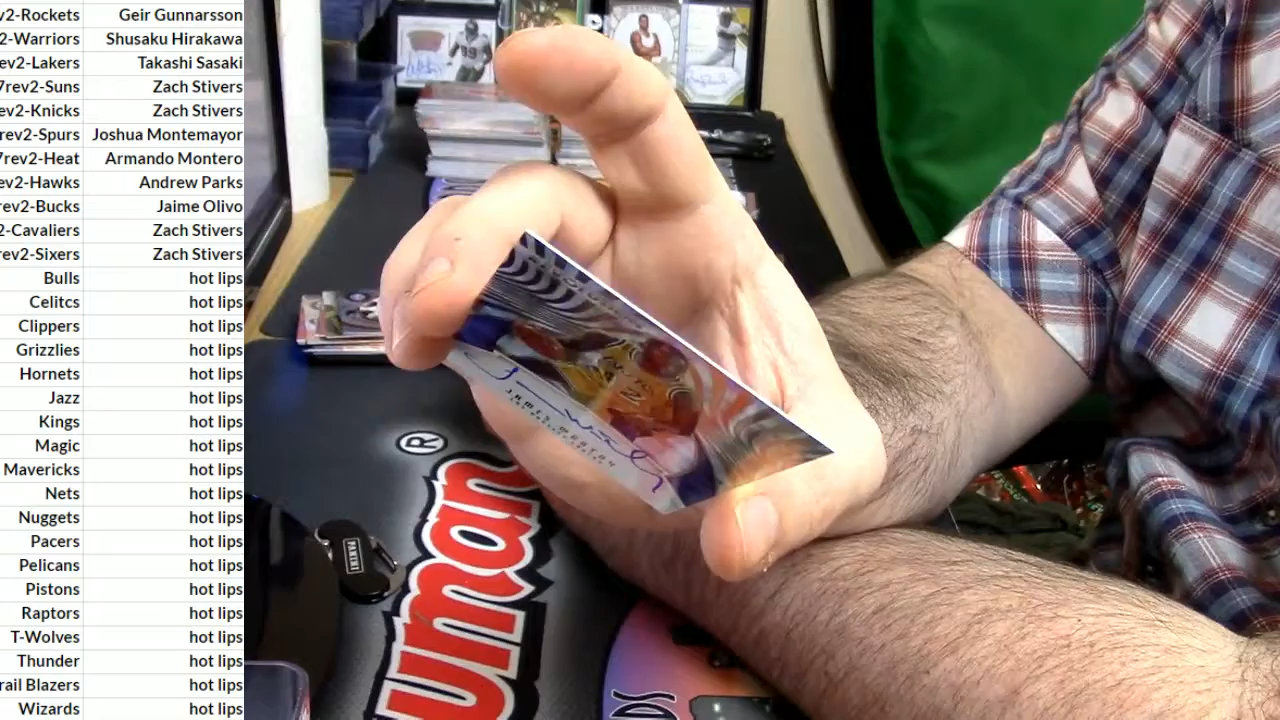 v2-Rockets Geir Gunnarsson
2-Warriors Shusaku Hirakawa
ev2-Lakers Takashi Sasaki
7rev2-Suns Zach Stivers
ev2-Knicks Zach Stivers
rev2-Spurs Joshua Montemayor
7rev2-Heat Armando Montero
ev2-Hawks Andrew Parks
rev2-Bucks Jaime Olivo
2-Cavaliers Zach Stivers
ev2-Sixers Zach Stivers
Bulls hot lips
Celitcs hot lips
Clippers hot lips
Grizzlies hot lips
Hornets hot lips
Jazz hot lips
Kings hot lips
Magic hot lips
Mavericks hot lips
Nets hot lips
Nuggets hot lips
Pacers hot lips
Pelicans hot lips
Pistons hot lips
Raptors hot lips
T-Wolves hot lips
Thunder hot lips
rail Blazers hot lips
Wizards hot lips
JAMES WORTHY
PANINI
uman®
DS